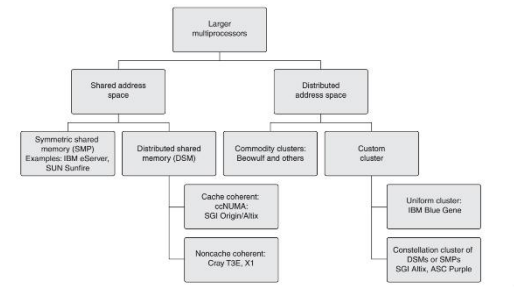 Larger
multiprocessors
Shared address
space
Distributed
address space
Symmetric shared
memory (SMP)
Examples: IBM eServer,
SUN Sunfire
Distributed shared
memory (DSM)
Commodity clusters:
Beowulf and others
Custom
cluster
Cache coherent:
ccNUMA:
SGI Origin/Altix
Uniform cluster:
IBM Blue Gene
Noncache coherent:
Cray T3E, X1
Constellation cluster of
DSMs or SMPs
SGI Altix, ASC Purple